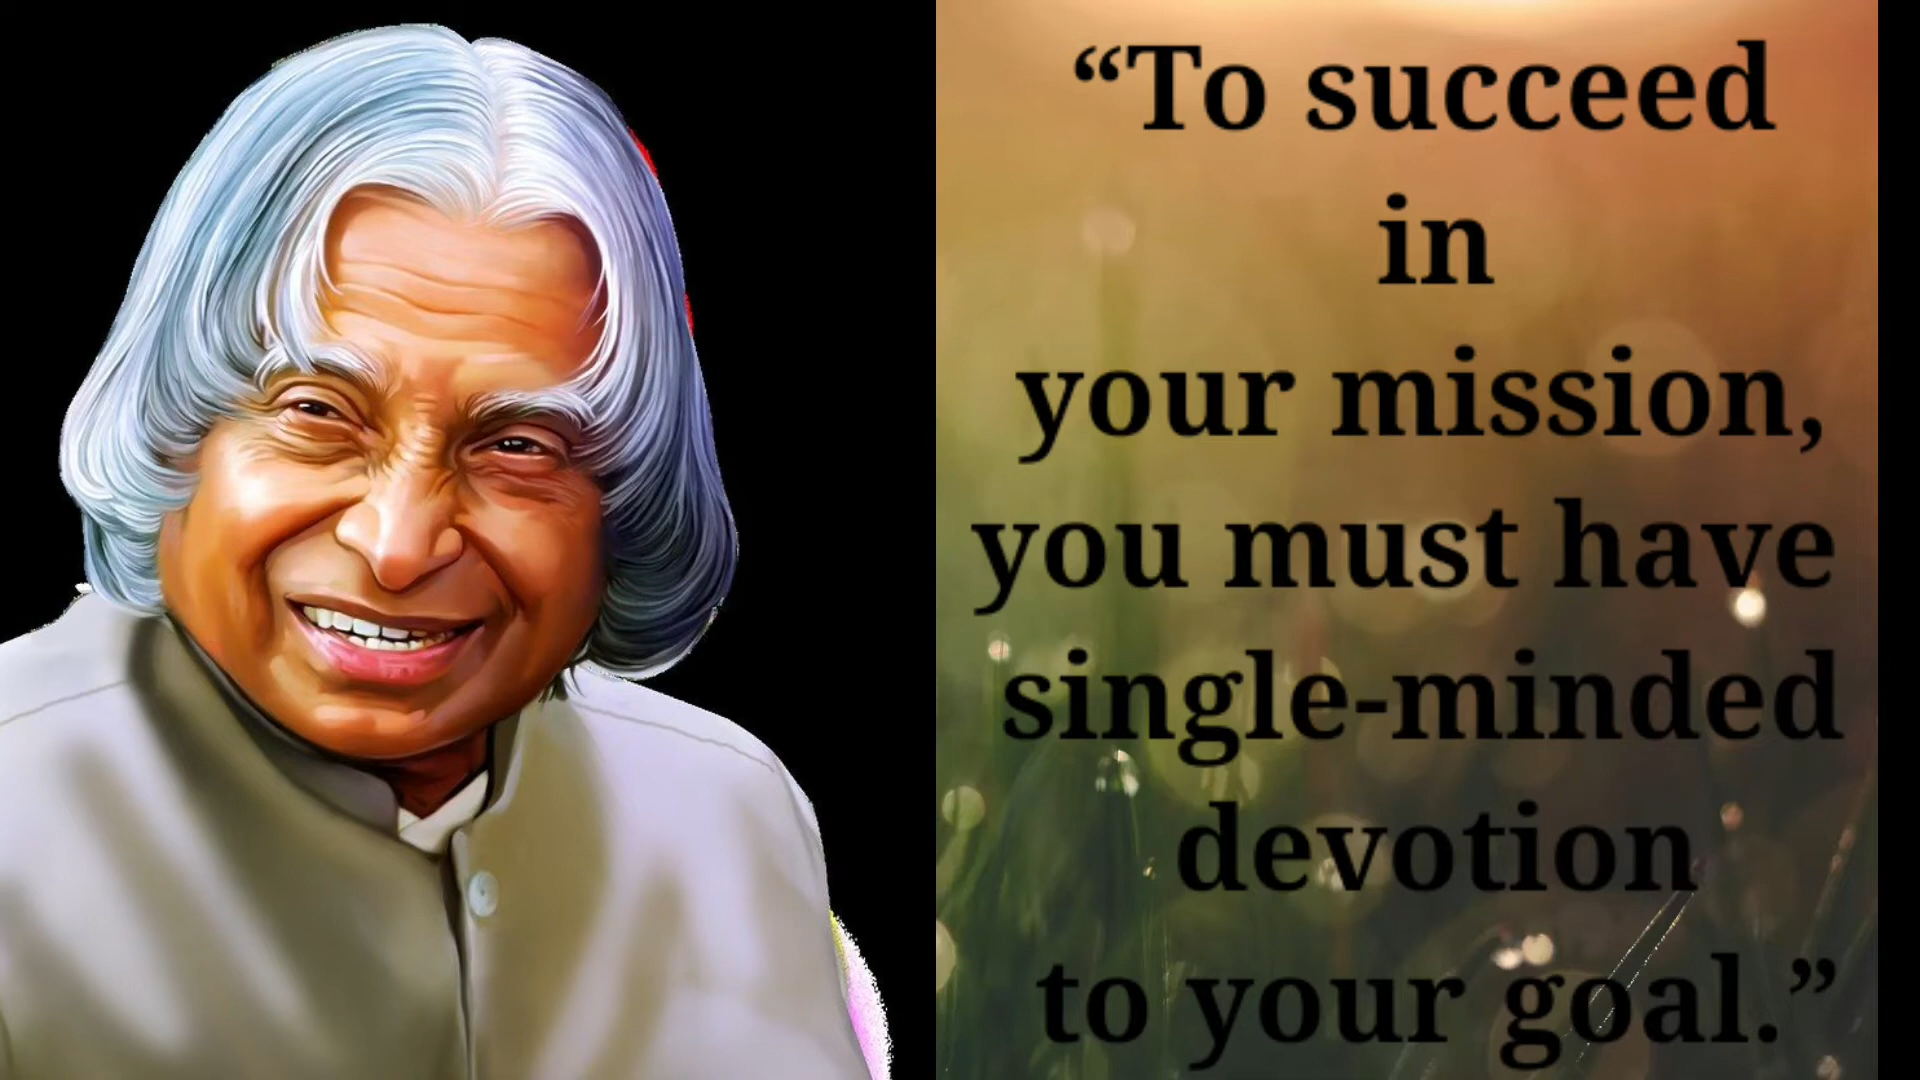 “To succeed
in
your mission,
you must have
single-minded
devotion
to your goal.”